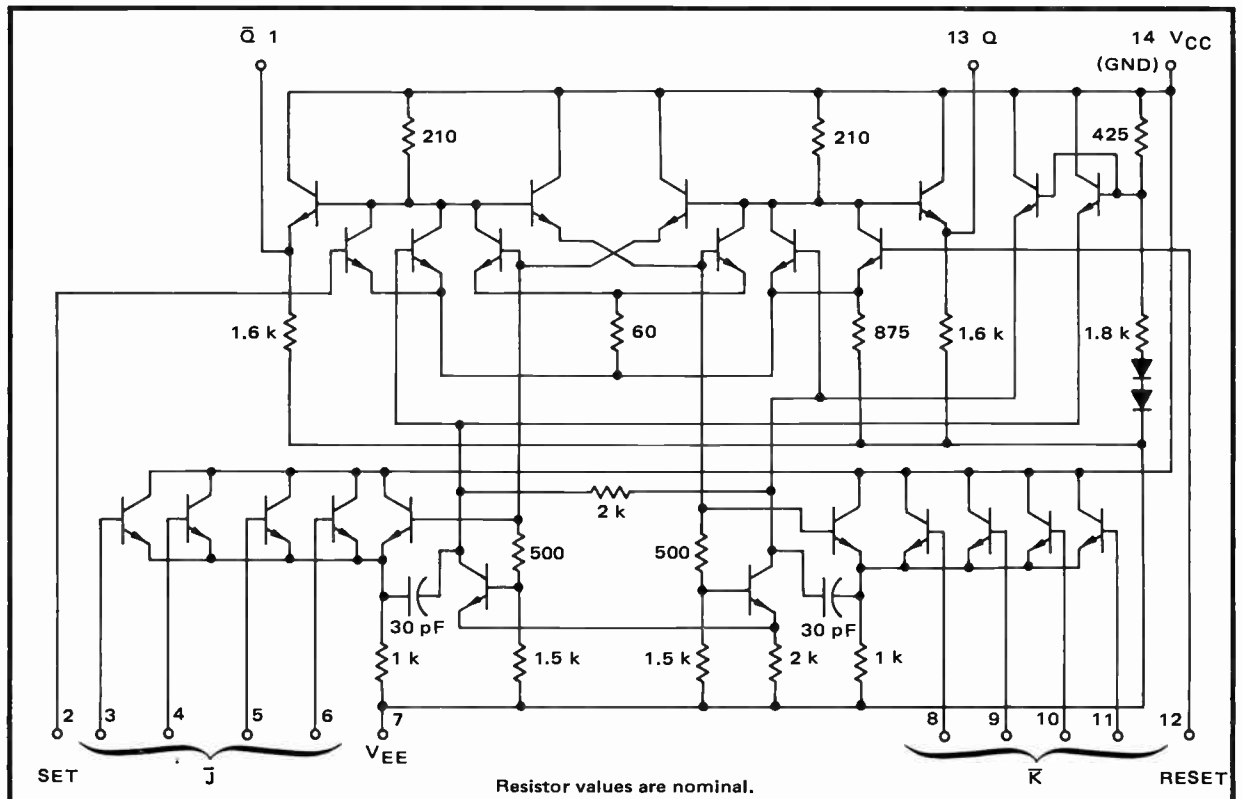 Q̄ 1
13 Q
14 VCC
(GND)
210
210
425
1.6 k
60
875
1.6 k
1.8 k
2 k
500
500
30 pF
30 pF
1 k
1.5 k
1.5 k
2 k
1 k
2
3
4
5
6
7
8
9
10
11
12
VEE
SET
J̄
K̄
RESET
Resistor values are nominal.